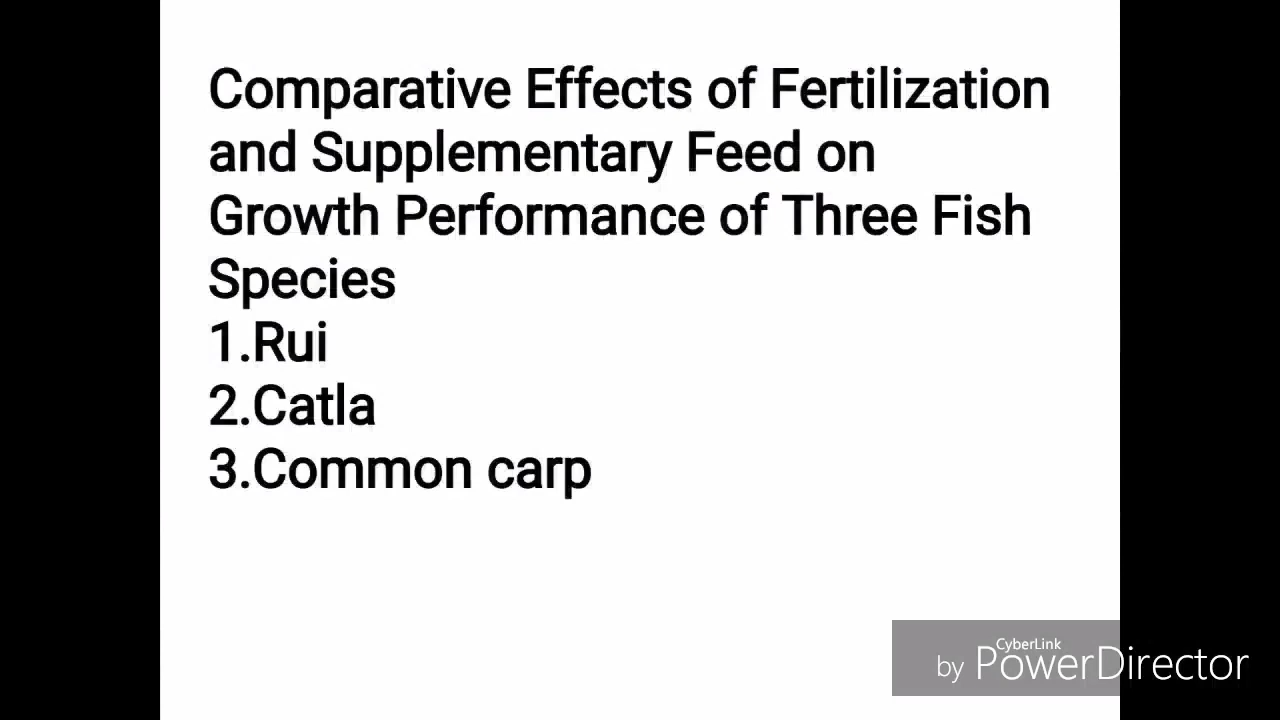 Comparative Effects of Fertilization
and Supplementary Feed on
Growth Performance of Three Fish
Species
1.Rui
2.Catla
3.Common carp
CyberLink
by PowerDirector